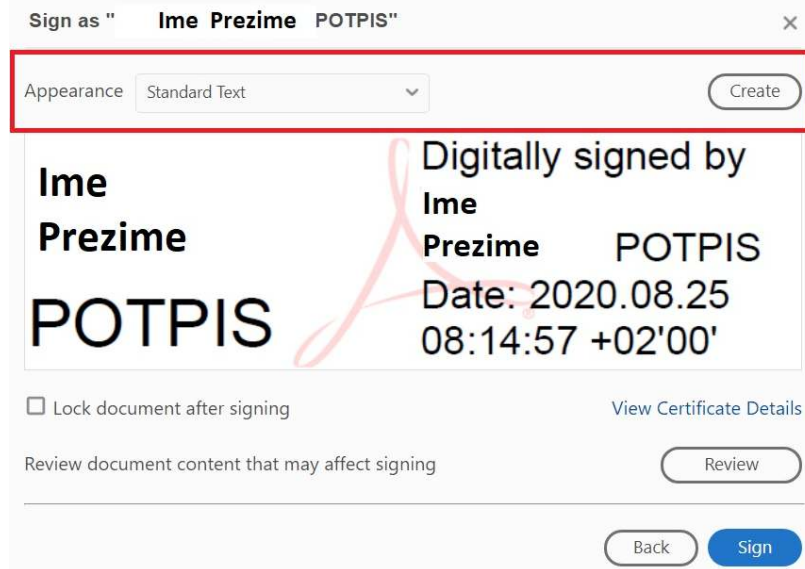 Sign as " Ime Prezime POTPIS"
Appearance Standard Text Create
Ime
Prezime
POTPIS
Digitally signed by
Ime
Prezime POTPIS
Date: 2020.08.25
08:14:57 +02'00'
Lock document after signing View Certificate Details
Review document content that may affect signing Review
Back Sign